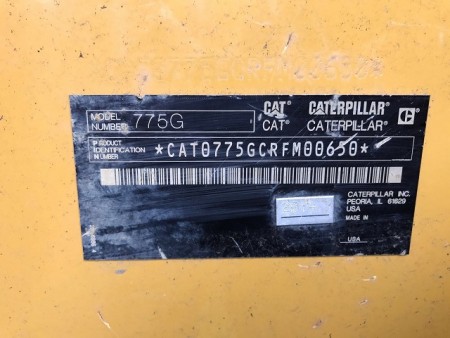 MODEL
NUMBER
775G
CAT® CATERPILLAR®
CAT® CATERPILLAR®
PRODUCT
IDENTIFICATION
NUMBER
*CAT0775GCRFM00650*
CATERPILLAR INC.
PEORIA, IL 61629
USA
MADE IN
USA